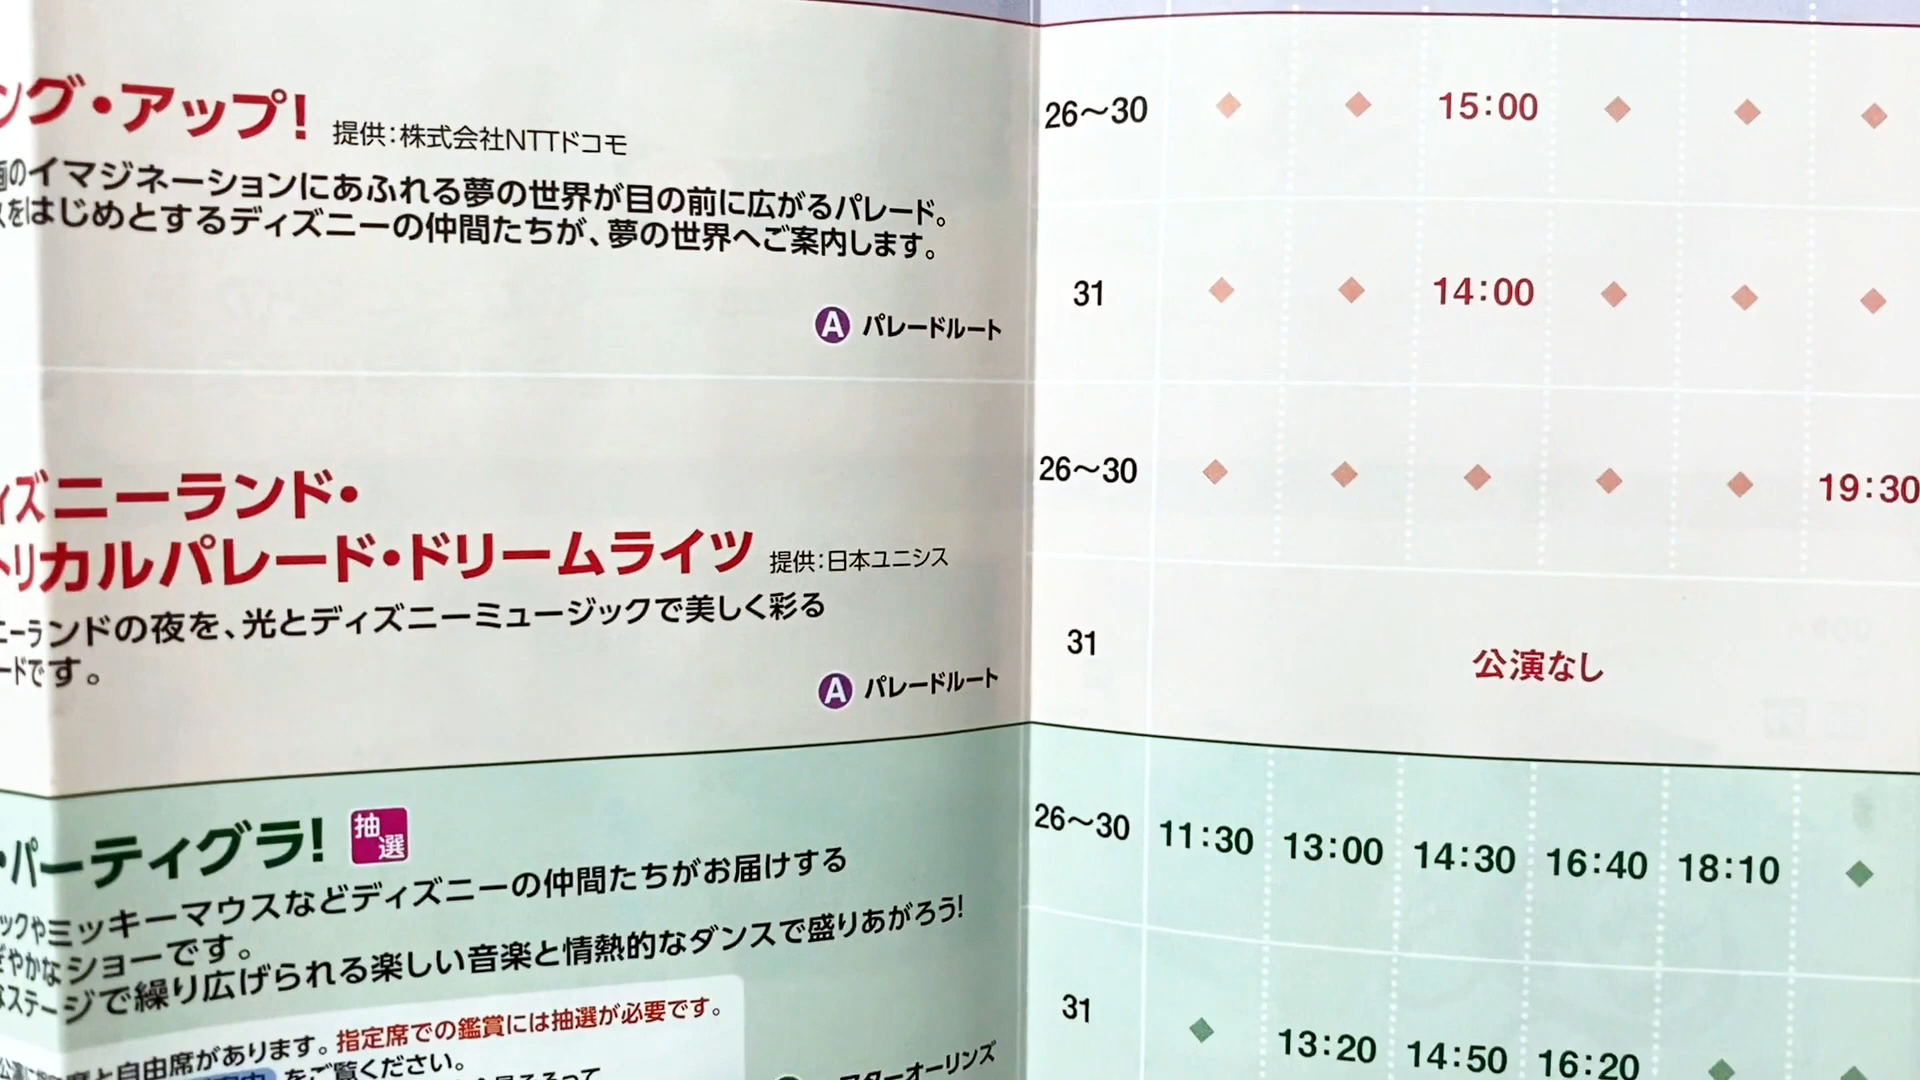 ング・アップ！ 提供：株式会社NTTドコモ
画のイマジネーションにあふれる夢の世界が目の前に広がるパレード。
スをはじめとするディズニーの仲間たちが、夢の世界へご案内します。
A パレードルート
26～30 ◆ ◆ 15:00 ◆ ◆ ◆
31 ◆ ◆ 14:00 ◆ ◆ ◆
ィズニーランド・
トリカルパレード・ドリームライツ 提供：日本ユニシス
ニーランドの夜を、光とディズニーミュージックで美しく彩る
ードです。
A パレードルート
26～30 ◆ ◆ ◆ ◆ ◆ 19:30
31 公演なし
・パーティグラ！ 抽選
ックやミッキーマウスなどディズニーの仲間たちがお届けする
ぎやかなショーです。
なステージで繰り広げられる楽しい音楽と情熱的なダンスで盛りあがろう！
席と自由席があります。指定席での鑑賞には抽選が必要です。
をご覧ください。
26～30 11:30 13:00 14:30 16:40 18:10 ◆
31 ◆ 13:20 14:50 16:20 ◆ ◆